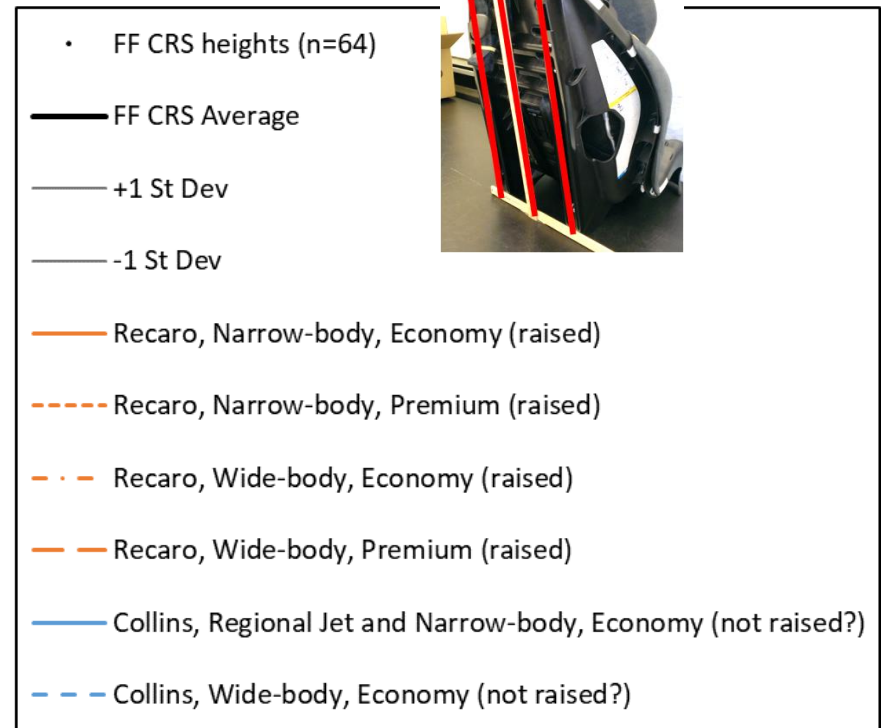 FF CRS heights (n=64)
FF CRS Average
+1 St Dev
-1 St Dev
Recaro, Narrow-body, Economy (raised)
Recaro, Narrow-body, Premium (raised)
Recaro, Wide-body, Economy (raised)
Recaro, Wide-body, Premium (raised)
Collins, Regional Jet and Narrow-body, Economy (not raised?)
Collins, Wide-body, Economy (not raised?)